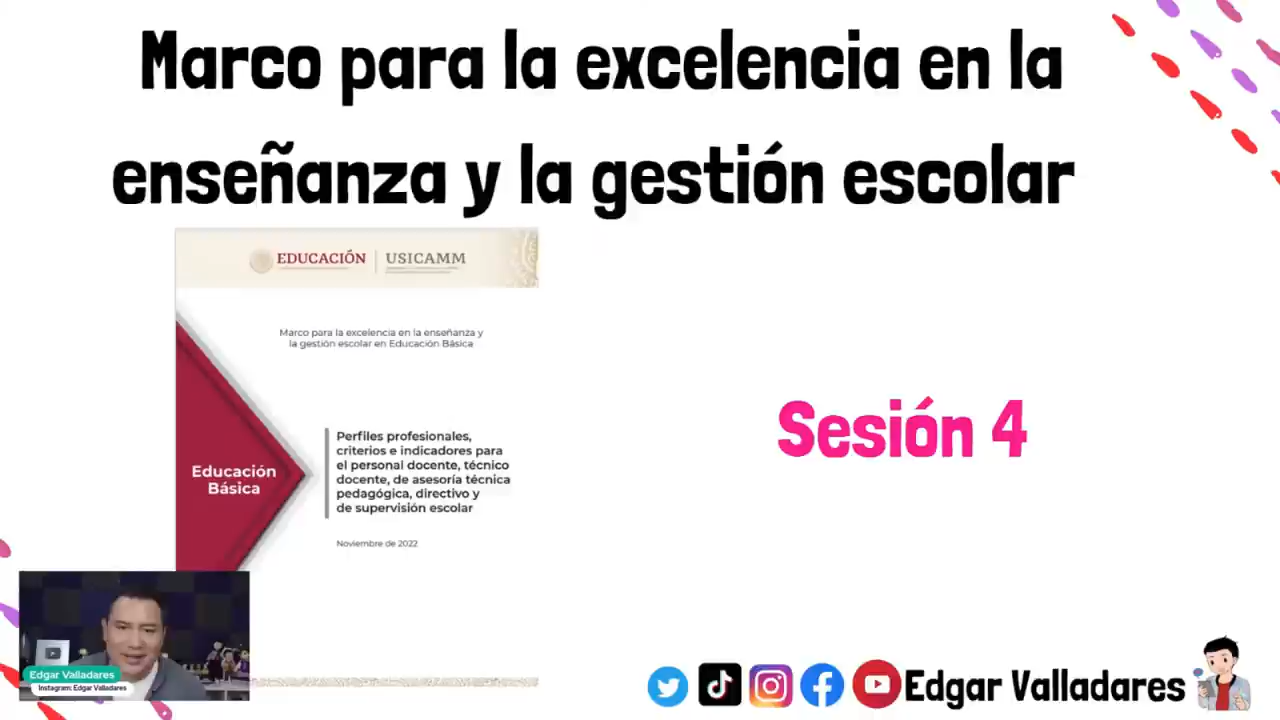 Marco para la excelencia en la
enseñanza y la gestión escolar
EDUCACIÓN | USICAMM
Marco para la excelencia en la enseñanza y
la gestión escolar en Educación Básica
Perfiles profesionales,
criterios e indicadores para
el personal docente, técnico
docente, de asesoría técnica
pedagógica, directivo y
de supervisión escolar
Noviembre de 2022
Educación
Básica
Sesión 4
Edgar Valladares
Instagram: Edgar Valladares
Edgar Valladares